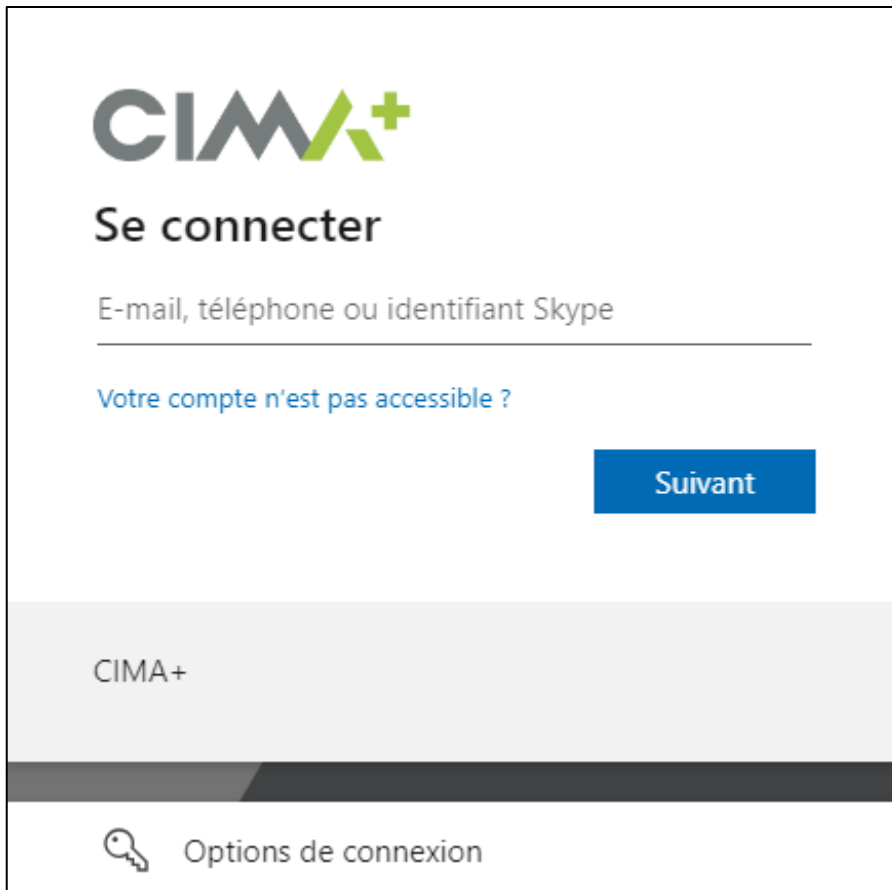 CIMA+
Se connecter
E-mail, téléphone ou identifiant Skype
Votre compte n'est pas accessible ?
Suivant
CIMA+
Options de connexion